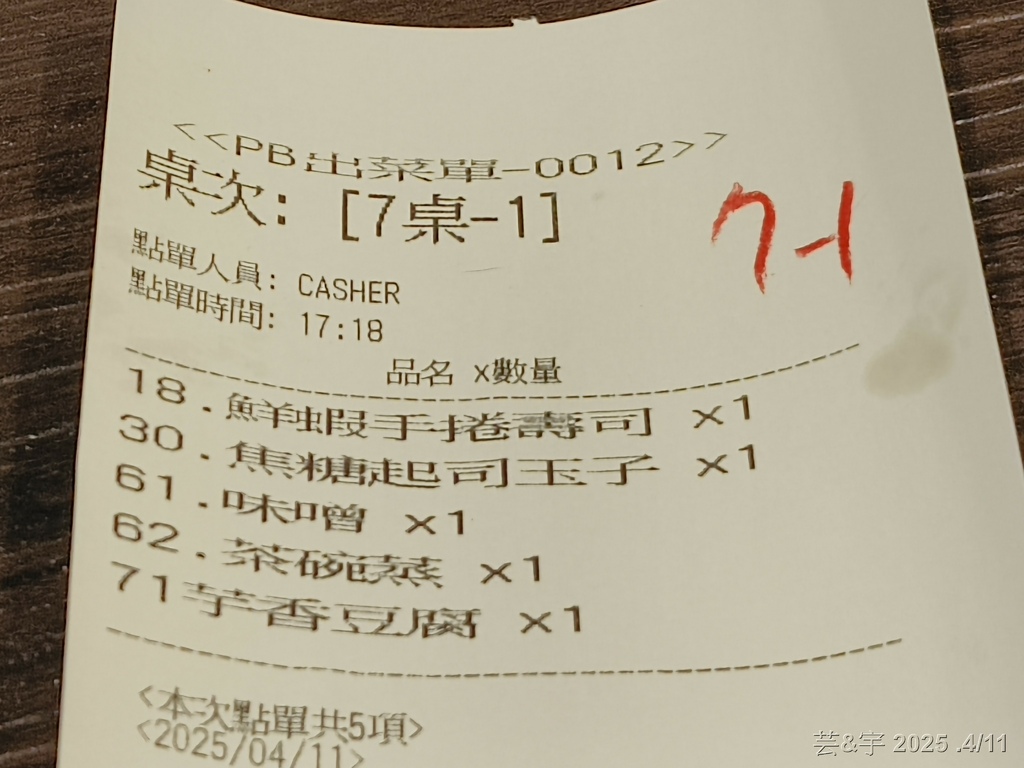 <<PB出菜單-0012>>
桌次: [7桌-1]
7-1
點單人員: CASHER
點單時間: 17:18
品名 x數量
18.鮮蝦手捲壽司 x1
30.焦糖起司玉子 x1
61.味噌 x1
62.茶碗蒸 x1
71芋香豆腐 x1
<本次點單共5項>
<2025/04/11>
芸&宇 2025 .4/11